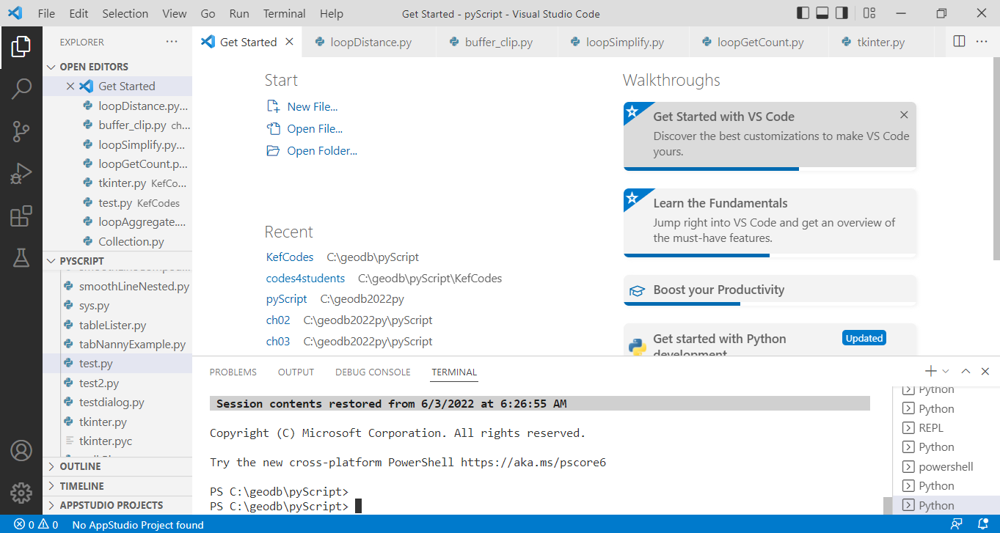 File Edit Selection View Go Run Terminal Help Get Started - pyScript - Visual Studio Code
EXPLORER
Get Started loopDistance.py buffer_clip.py loopSimplify.py loopGetCount.py tkinter.py
OPEN EDITORS
Get Started
loopDistance.py...
buffer_clip.py ch...
loopSimplify.py...
loopGetCount.p...
tkinter.py KefCo...
test.py KefCodes
loopAggregate....
Collection.py
PYSCRIPT
smoothLineNested.py
sys.py
tableLister.py
tabNannyExample.py
test.py
test2.py
testdialog.py
tkinter.py
tkinter.pyc
OUTLINE
TIMELINE
APPSTUDIO PROJECTS
Start
New File...
Open File...
Open Folder...
Recent
KefCodes C:\geodb\pyScript
codes4students C:\geodb\pyScript\KefCodes
pyScript C:\geodb2022py
ch02 C:\geodb2022py\pyScript
ch03 C:\geodb2022py\pyScript
Walkthroughs
Get Started with VS Code
Discover the best customizations to make VS Code
yours.
Learn the Fundamentals
Jump right into VS Code and get an overview of
the must-have features.
Boost your Productivity
Get started with Python Updated
development
PROBLEMS OUTPUT DEBUG CONSOLE TERMINAL
Session contents restored from 6/3/2022 at 6:26:55 AM
Copyright (C) Microsoft Corporation. All rights reserved.
Try the new cross-platform PowerShell https://aka.ms/pscore6
PS C:\geodb\pyScript>
PS C:\geodb\pyScript>
Python
Python
REPL
Python
powershell
Python
Python
0 0 No AppStudio Project found